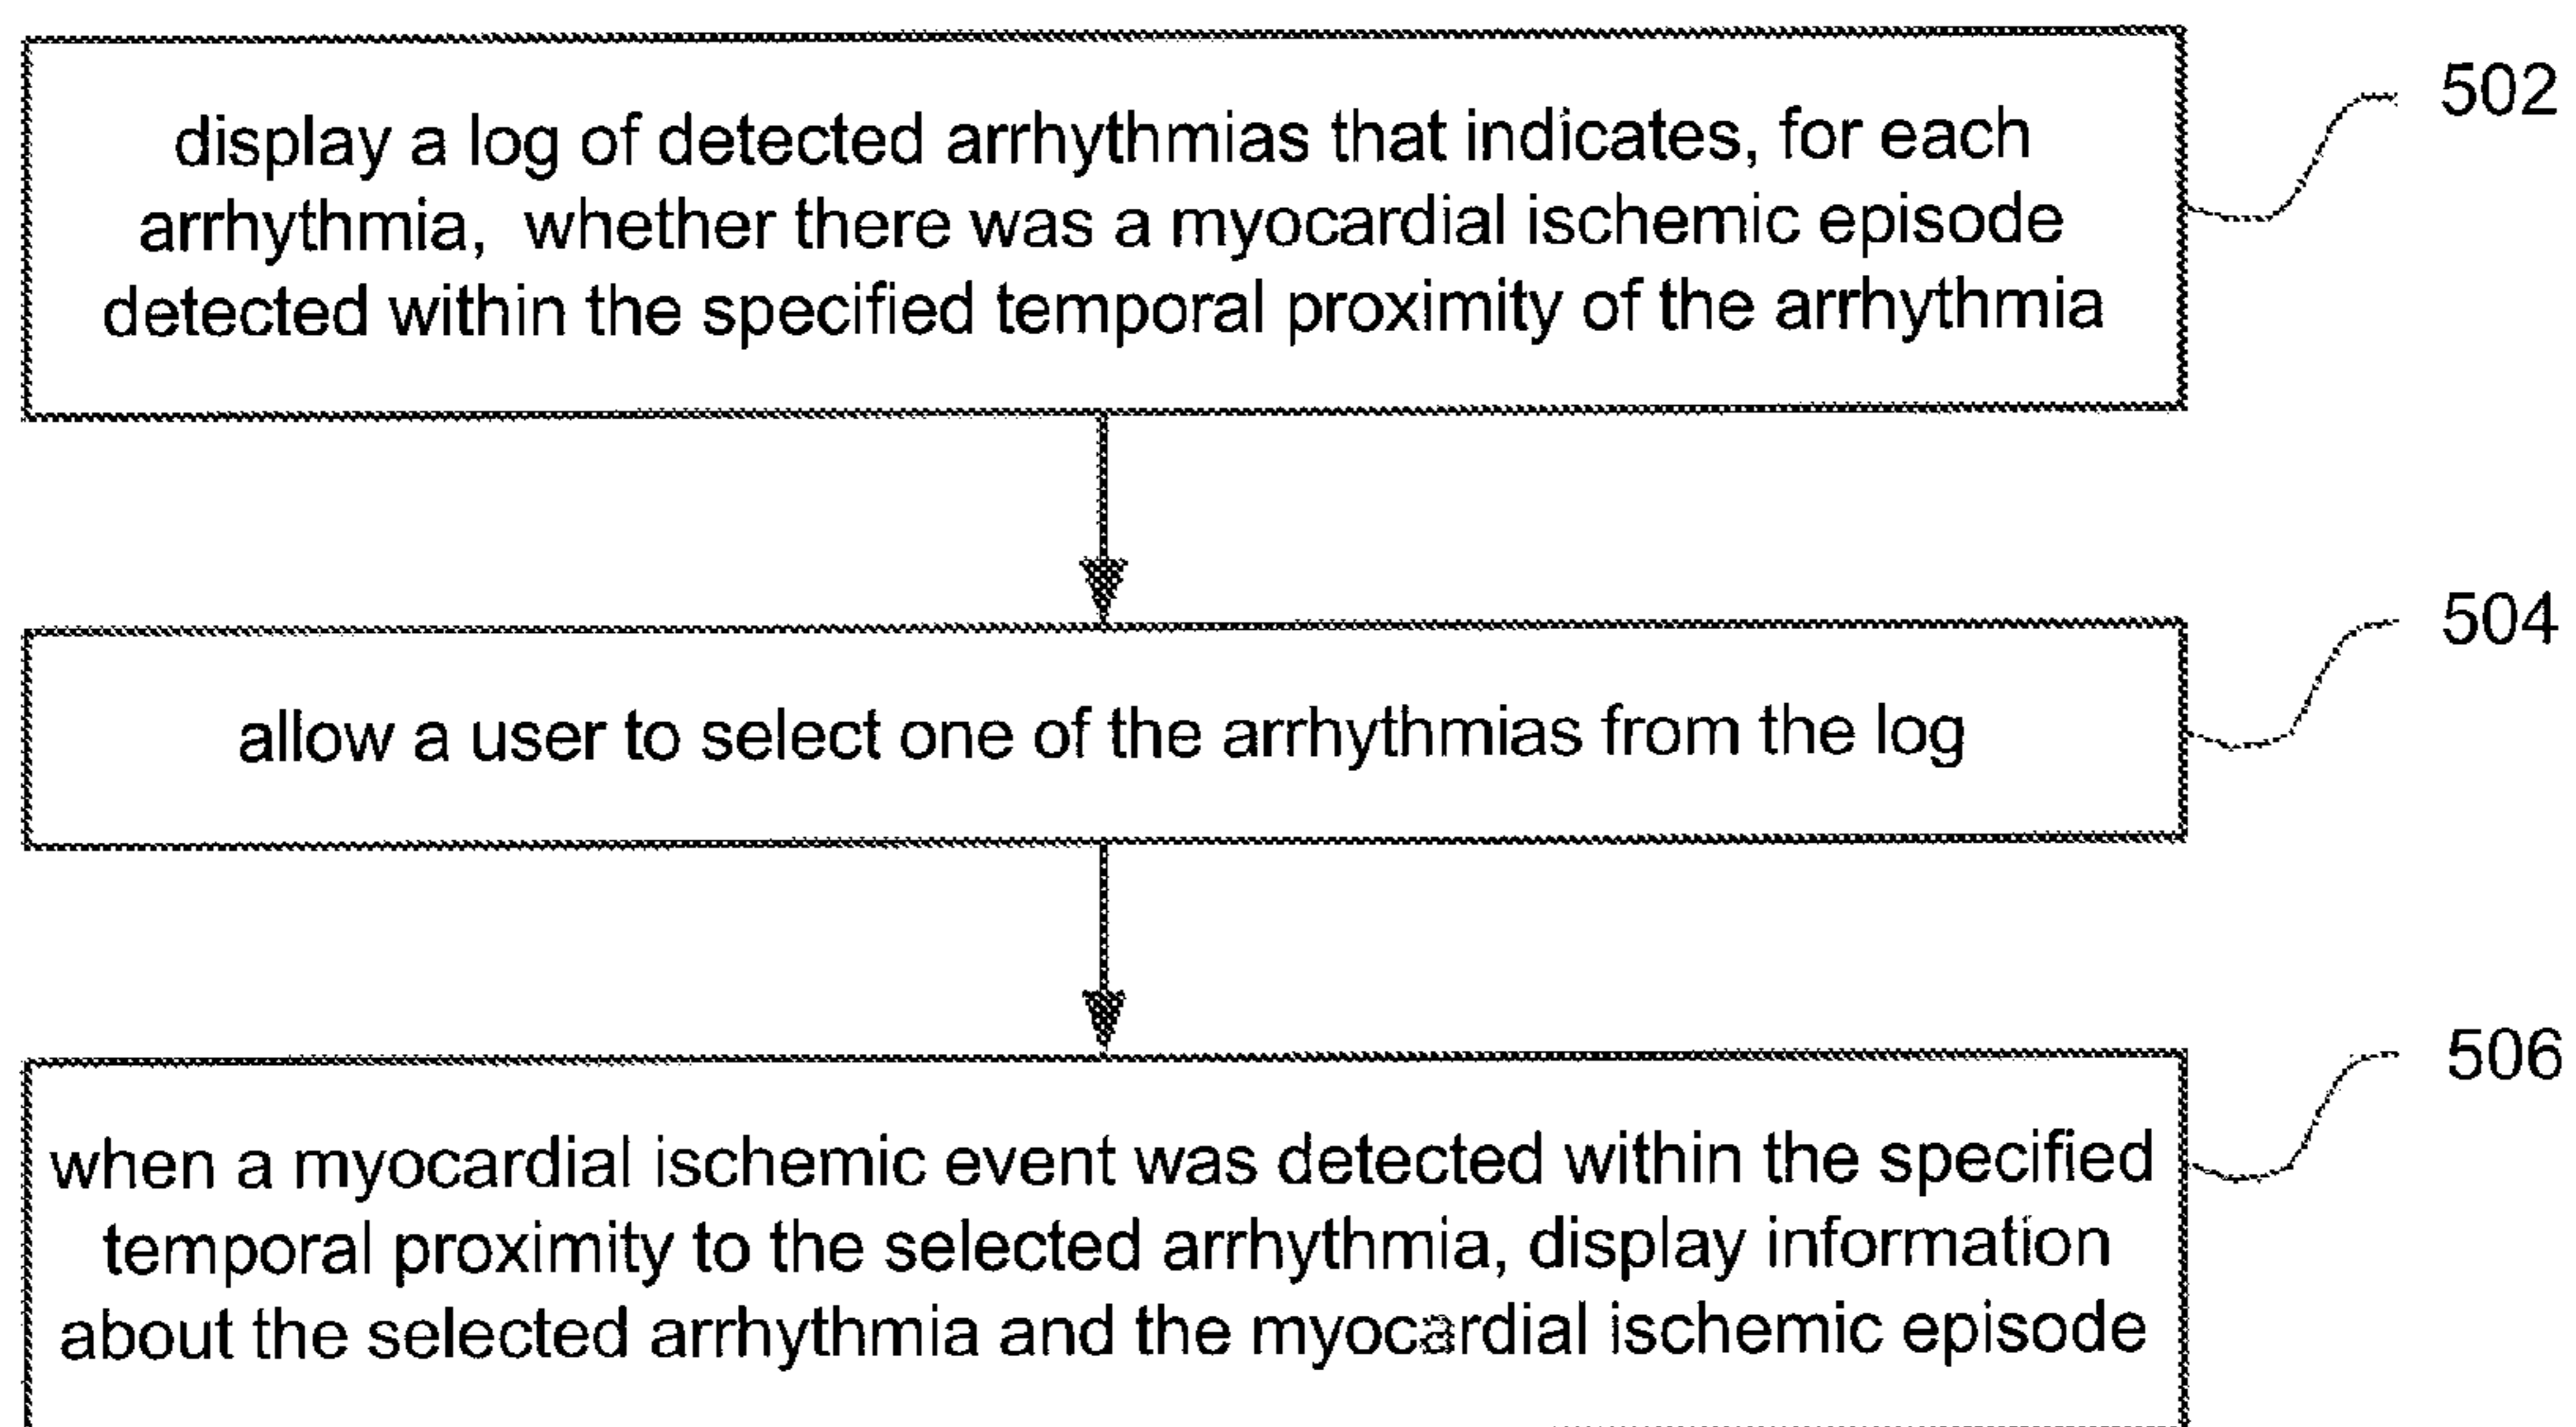 display a log of detected arrhythmias that indicates, for each
arrhythmia, whether there was a myocardial ischemic episode
detected within the specified temporal proximity of the arrhythmia
502
allow a user to select one of the arrhythmias from the log
504
when a myocardial ischemic event was detected within the specified
temporal proximity to the selected arrhythmia, display information
about the selected arrhythmia and the myocardial ischemic episode
506